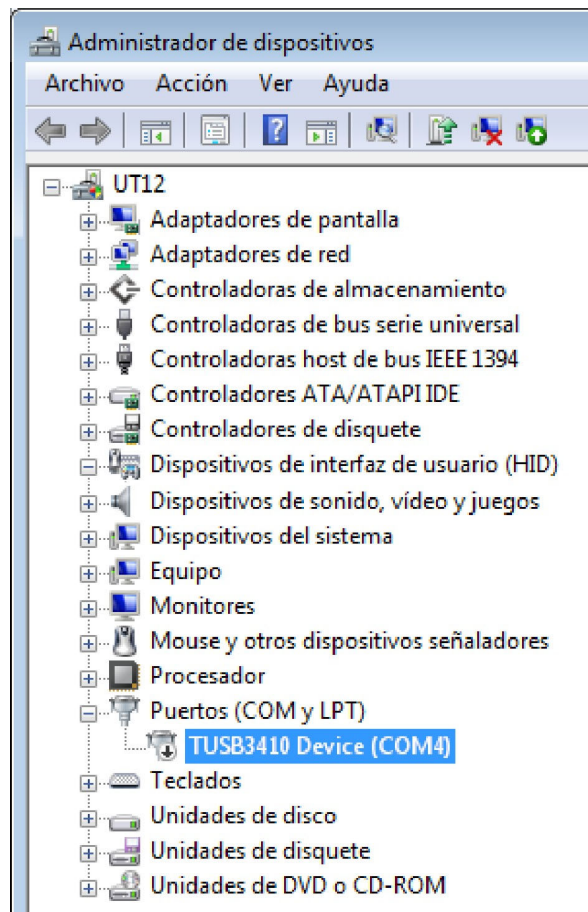 Administrador de dispositivos
Archivo Acción Ver Ayuda
UT12
Adaptadores de pantalla
Adaptadores de red
Controladoras de almacenamiento
Controladoras de bus serie universal
Controladoras host de bus IEEE 1394
Controladores ATA/ATAPI IDE
Controladores de disquete
Dispositivos de interfaz de usuario (HID)
Dispositivos de sonido, vídeo y juegos
Dispositivos del sistema
Equipo
Monitores
Mouse y otros dispositivos señaladores
Procesador
Puertos (COM y LPT)
TUSB3410 Device (COM4)
Teclados
Unidades de disco
Unidades de disquete
Unidades de DVD o CD-ROM